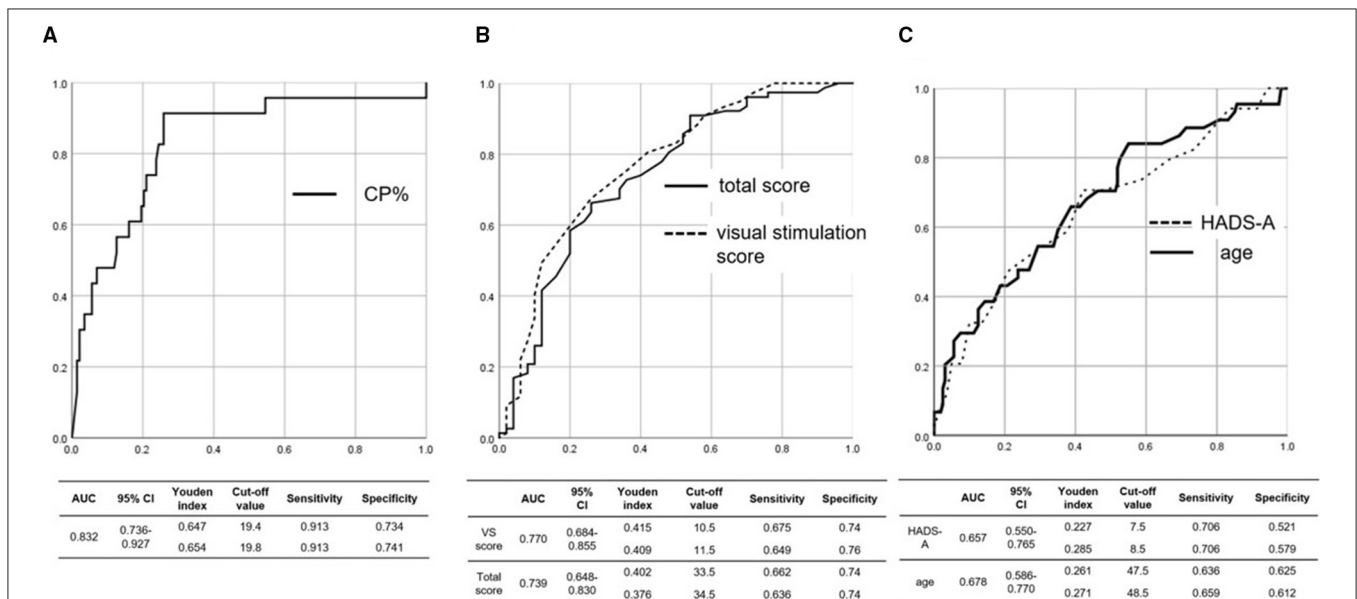 A
1.0
0.8
0.6
0.4
0.2
0.0
0.0 0.2 0.4 0.6 0.8 1.0
CP%
AUC 95% CI Youden index Cut-off value Sensitivity Specificity
0.832 0.736-0.927 0.647 19.4 0.913 0.734
0.654 19.8 0.913 0.741
B
1.0
0.8
0.6
0.4
0.2
0.0
0.0 0.2 0.4 0.6 0.8 1.0
total score
visual stimulation
score
AUC 95% CI Youden index Cut-off value Sensitivity Specificity
VS score 0.770 0.684-0.855 0.415 10.5 0.675 0.74
0.409 11.5 0.649 0.76
Total score 0.739 0.648-0.830 0.402 33.5 0.662 0.74
0.376 34.5 0.636 0.74
C
1.0
0.8
0.6
0.4
0.2
0.0
0.0 0.2 0.4 0.6 0.8 1.0
HADS-A
age
AUC 95% CI Youden index Cut-off value Sensitivity Specificity
HADS-A 0.657 0.550-0.765 0.227 7.5 0.706 0.521
0.285 8.5 0.706 0.579
age 0.678 0.586-0.770 0.261 47.5 0.636 0.625
0.271 48.5 0.659 0.612